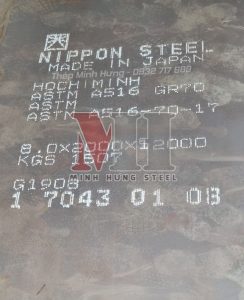 NIPPON STEEL
MADE IN JAPAN
Thép Minh Hưng - 0932 717 689
HOCHIMINH
ASTM A516 GR70
ASTM
ASTM A516-70-17
MH
8.0X2000X12000
KGS 1507
MINH HUNG STEEL
G1908
1 7043 01 0B